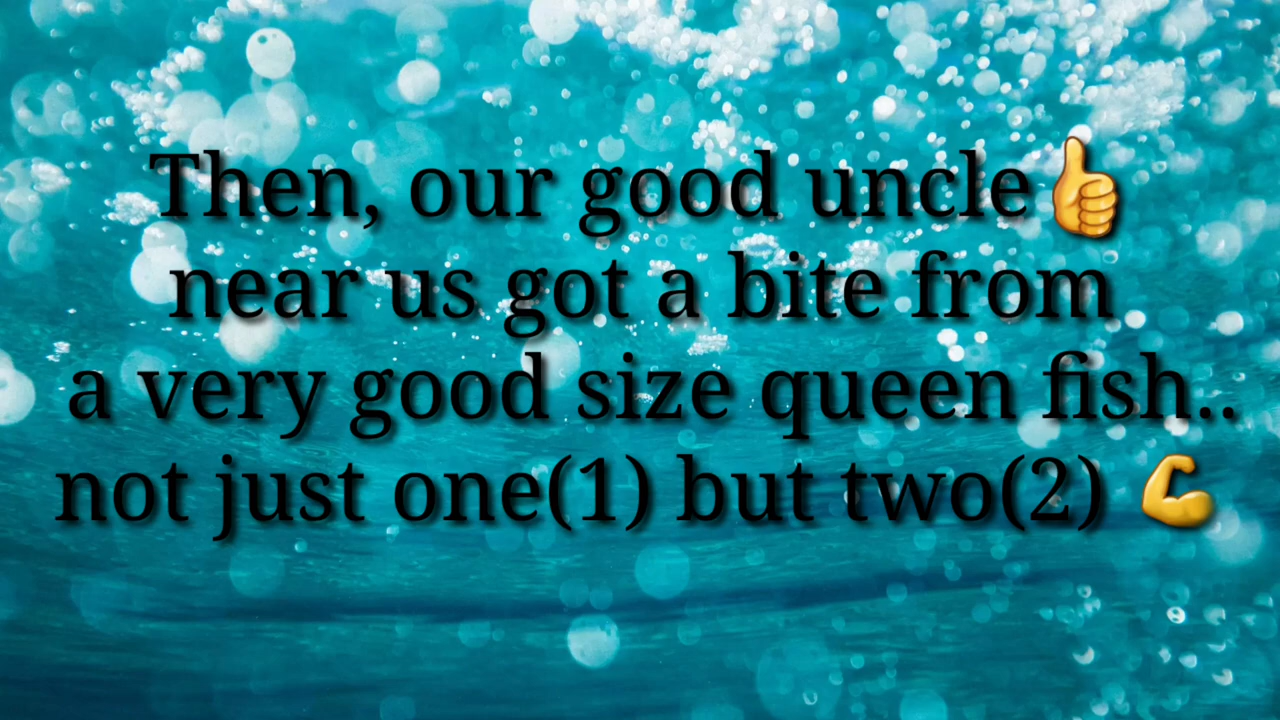 Then, our good uncle👍
near us got a bite from
a very good size queen fish..
not just one(1) but two(2) 💪